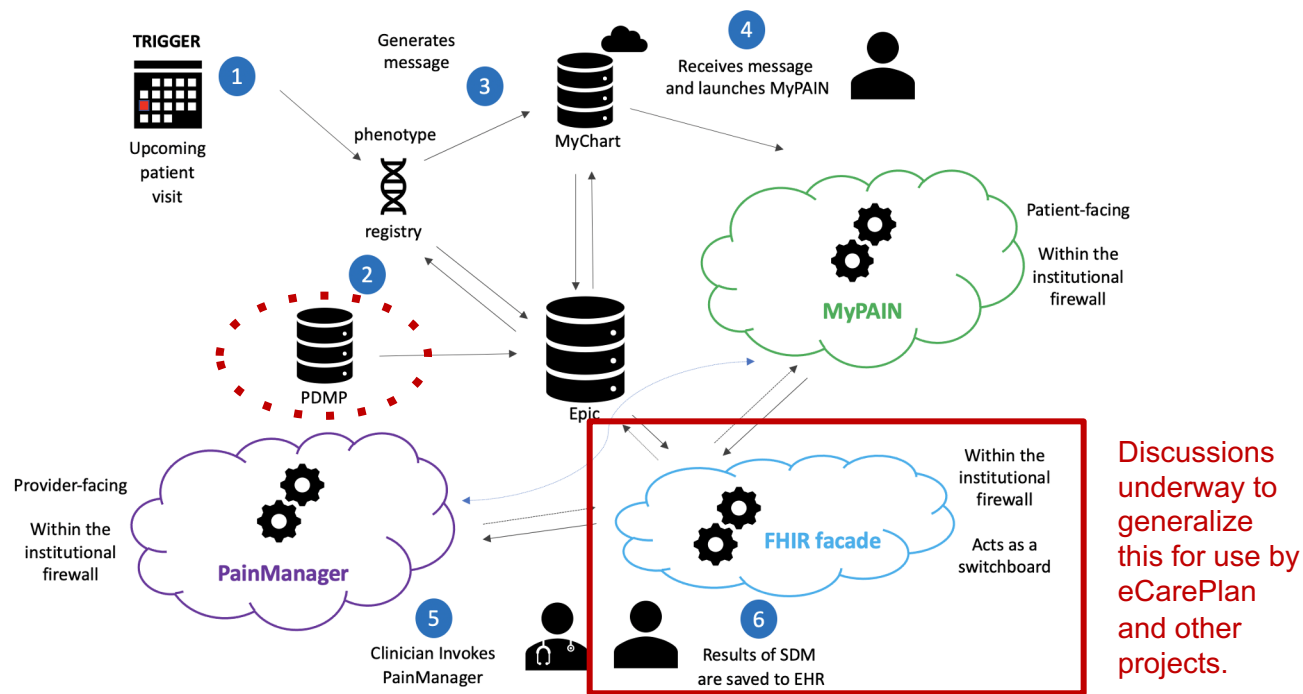 TRIGGER
1
Upcoming
patient
visit
Generates
message
3
phenotype
registry
MyChart
4
Receives message
and launches MyPAIN
Patient-facing
Within the
institutional
firewall
MyPAIN
2
PDMP
Epic
Provider-facing
Within the
institutional
firewall
PainManager
5
Clinician Invokes
PainManager
FHIR facade
Within the institutional
firewall
Acts as a
switchboard
6
Results of SDM
are saved to EHR
Discussions
underway to
generalize
this for use by
eCarePlan
and other
projects.